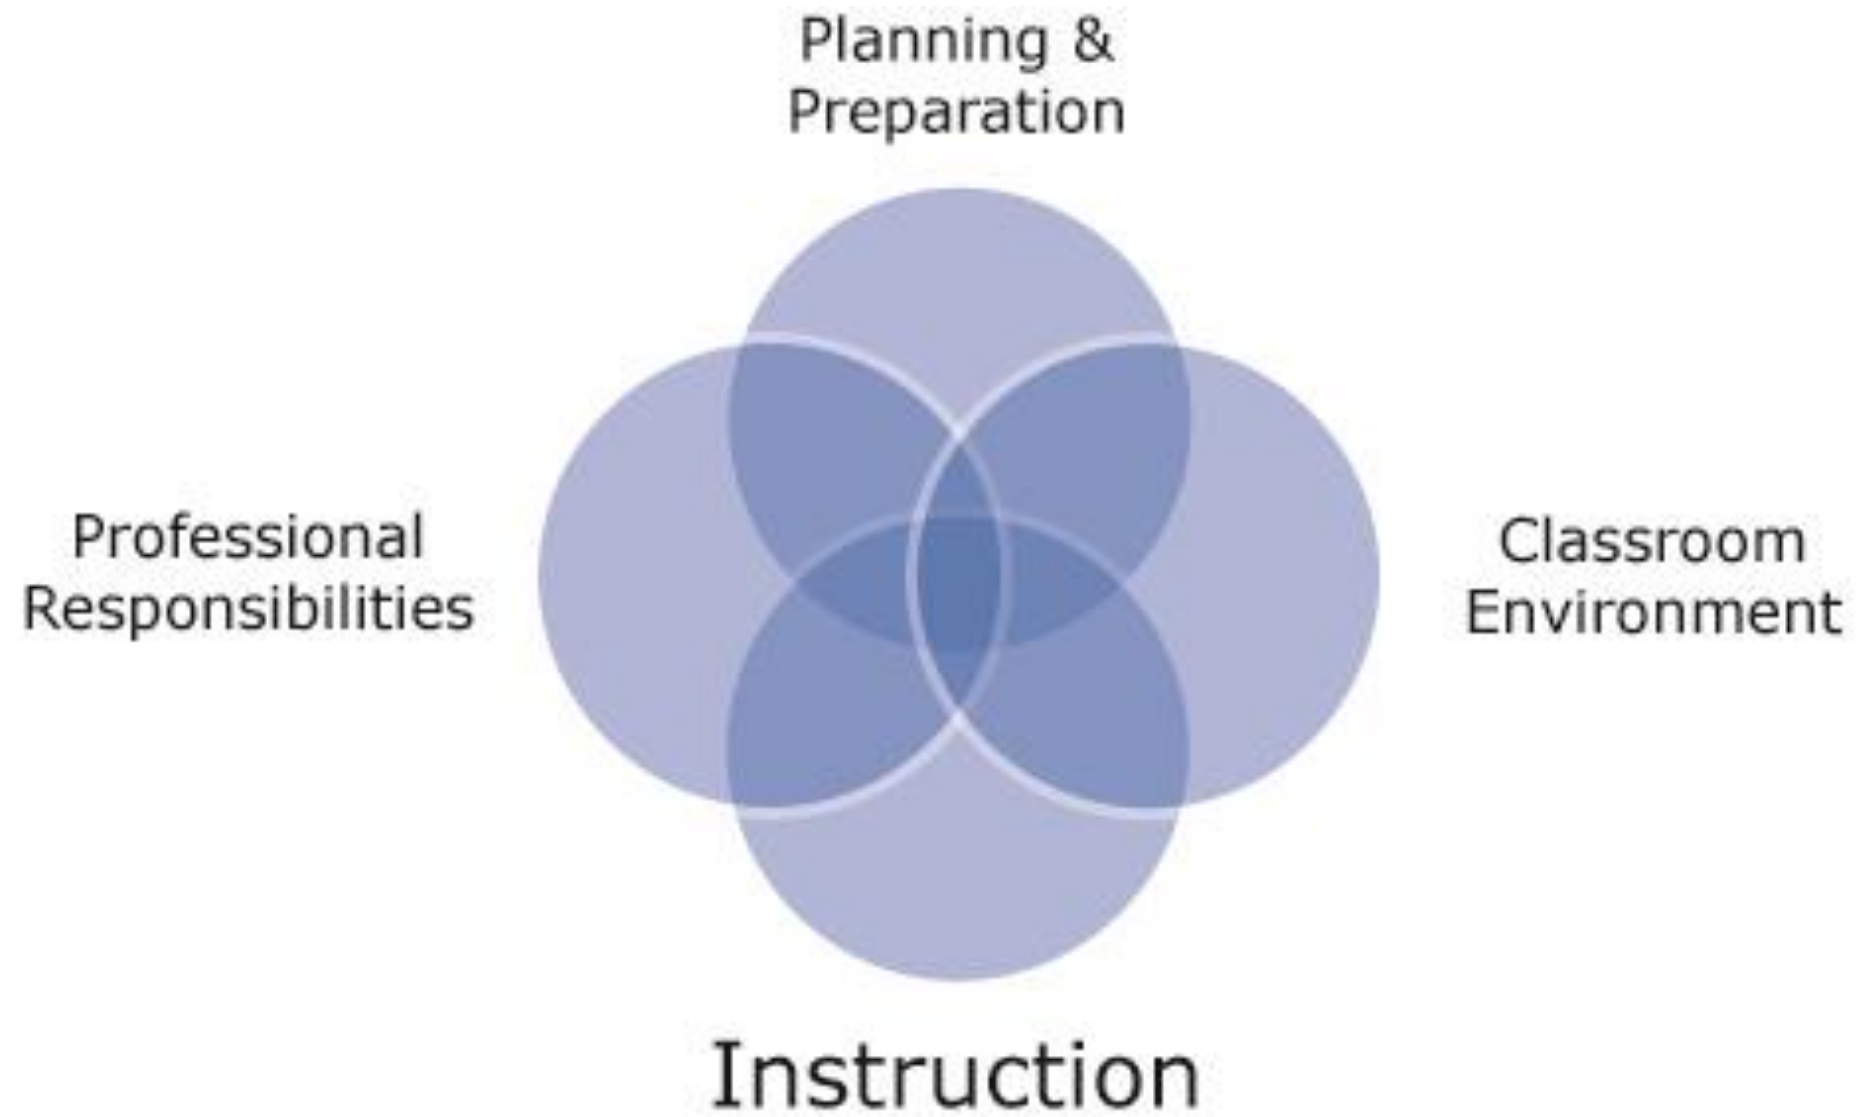 Planning &
Preparation
Professional
Responsibilities
Classroom
Environment
Instruction